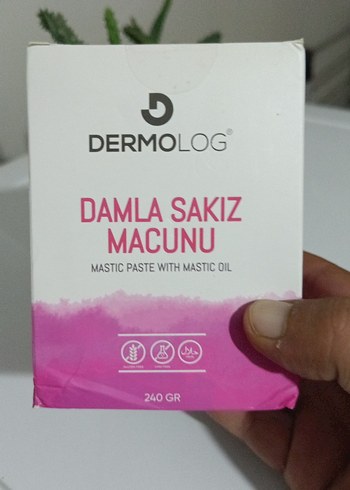 DERMOLOG®
DAMLA SAKIZ
MACUNU
MASTIC PASTE WITH MASTIC OIL
240 GR